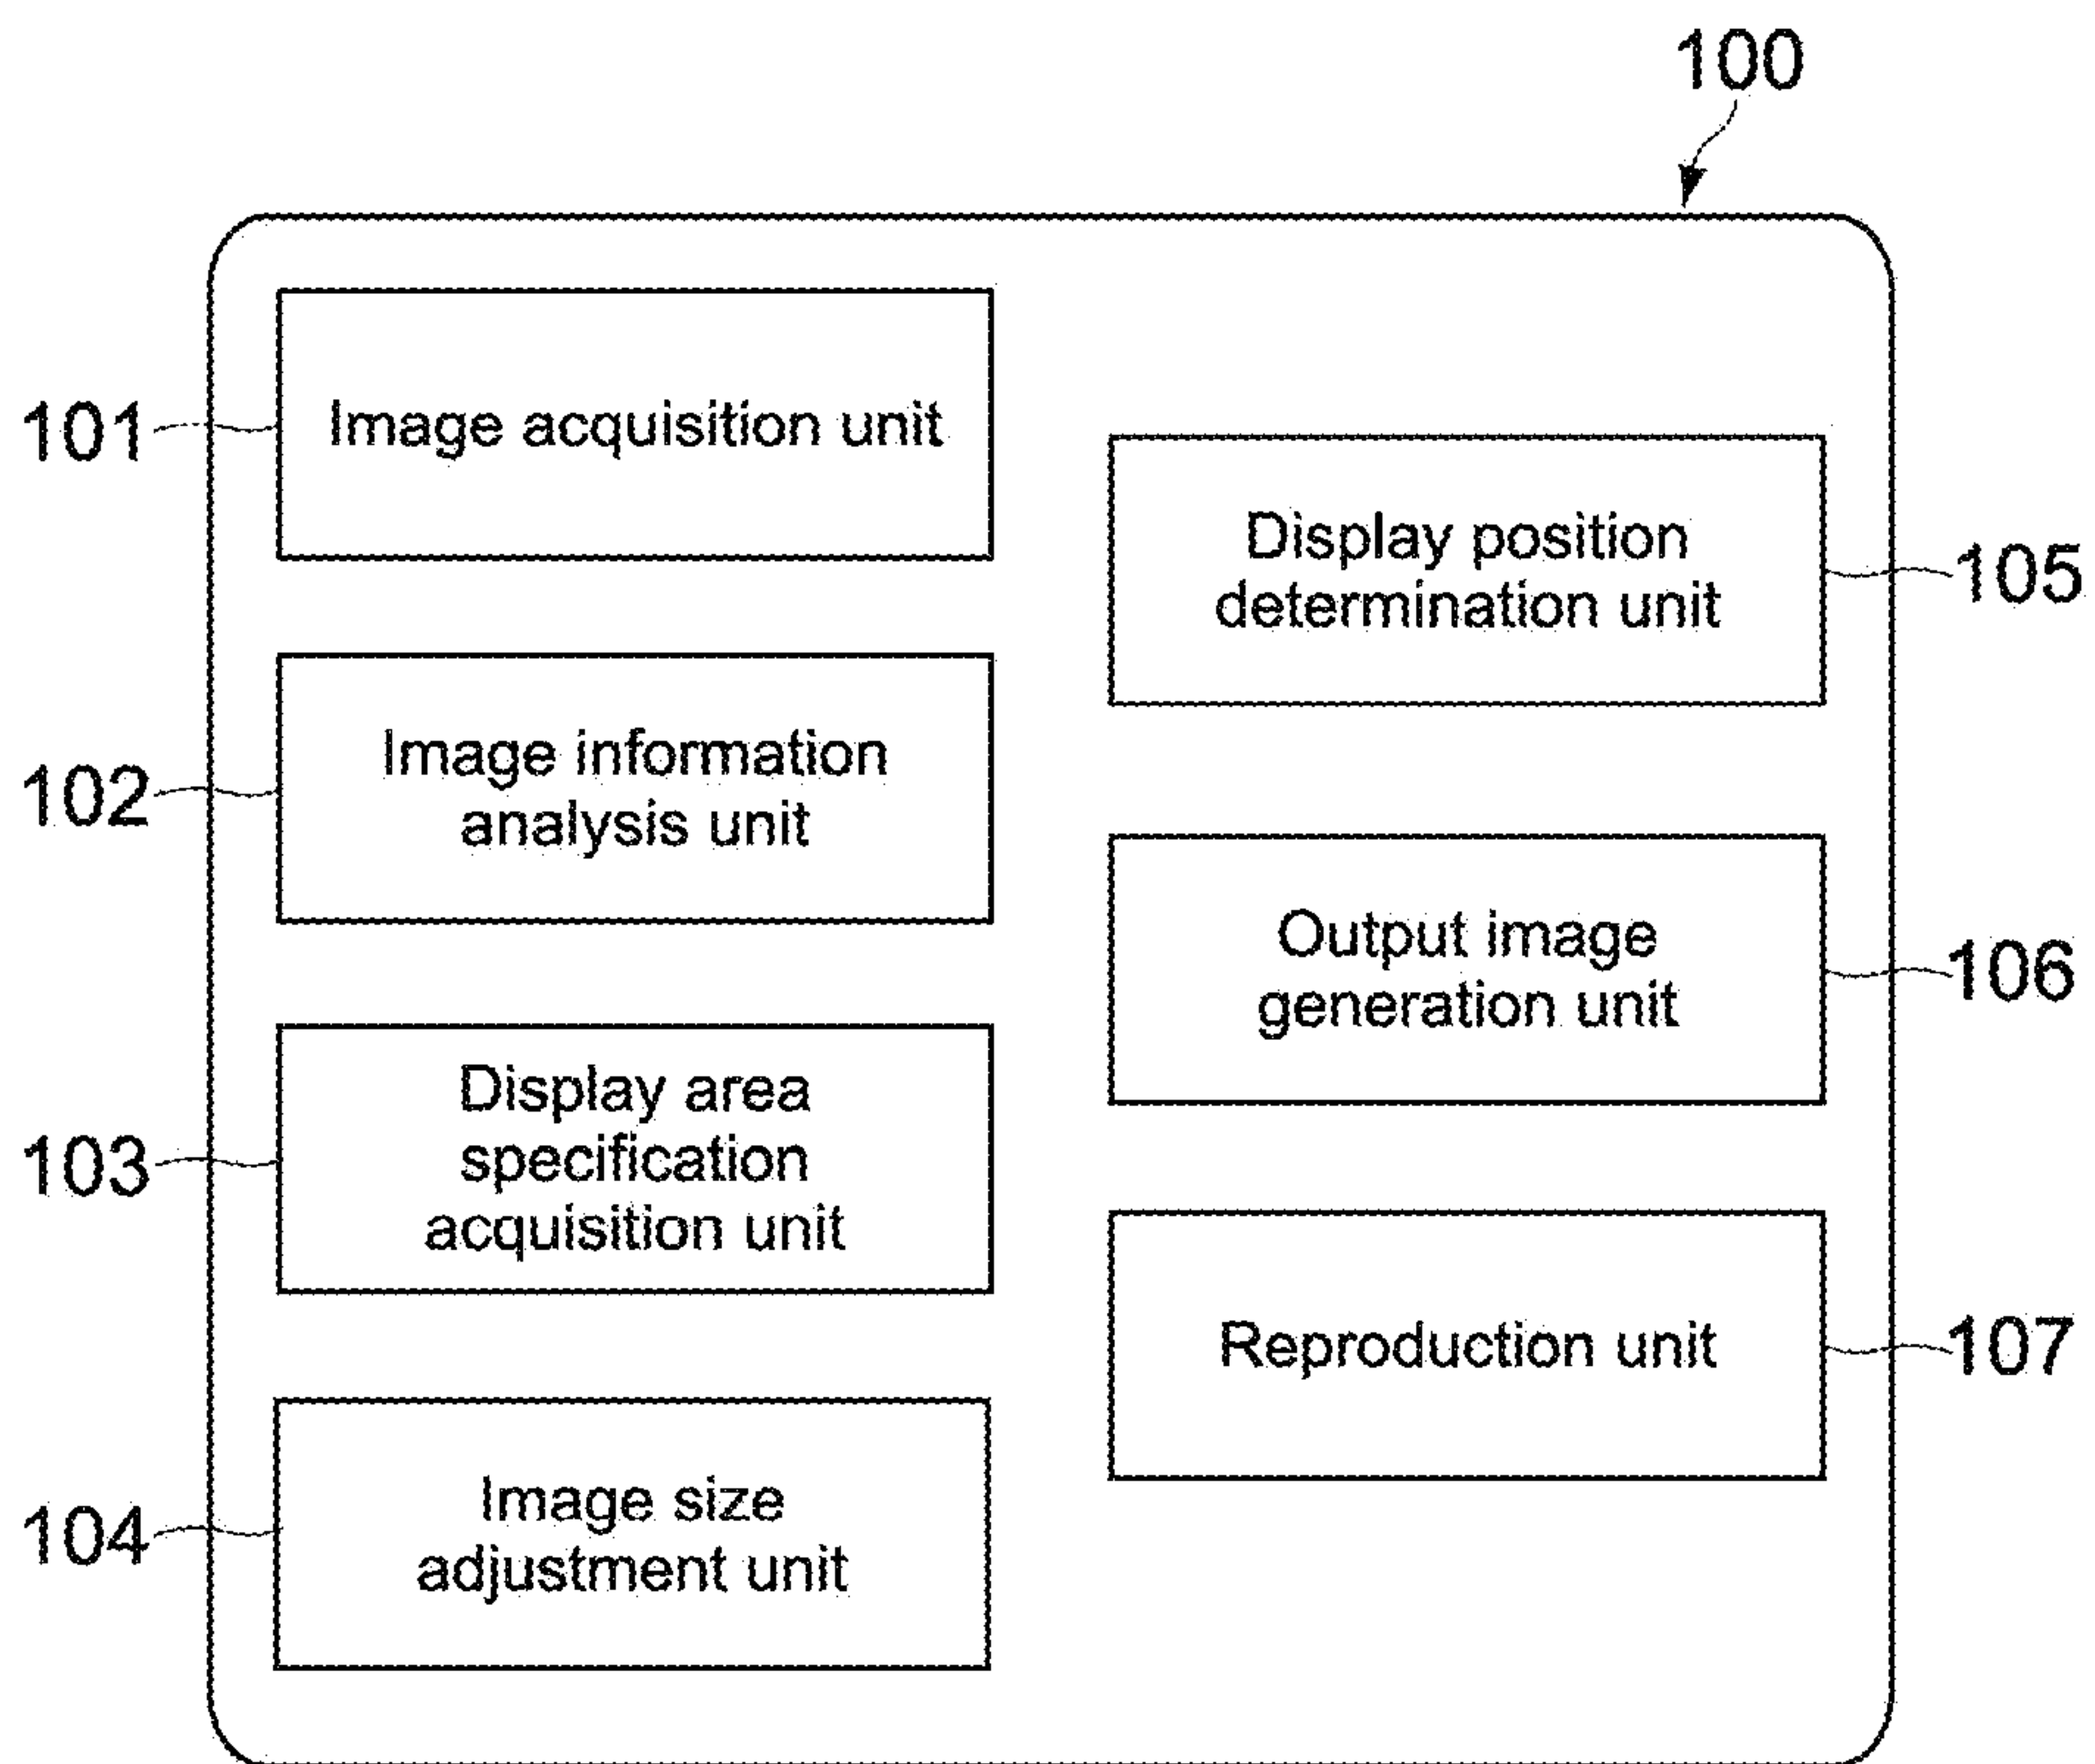 100
101
Image acquisition unit
102
Image information
analysis unit
103
Display area
specification
acquisition unit
104
Image size
adjustment unit
Display position
determination unit
105
Output image
generation unit
106
Reproduction unit
107